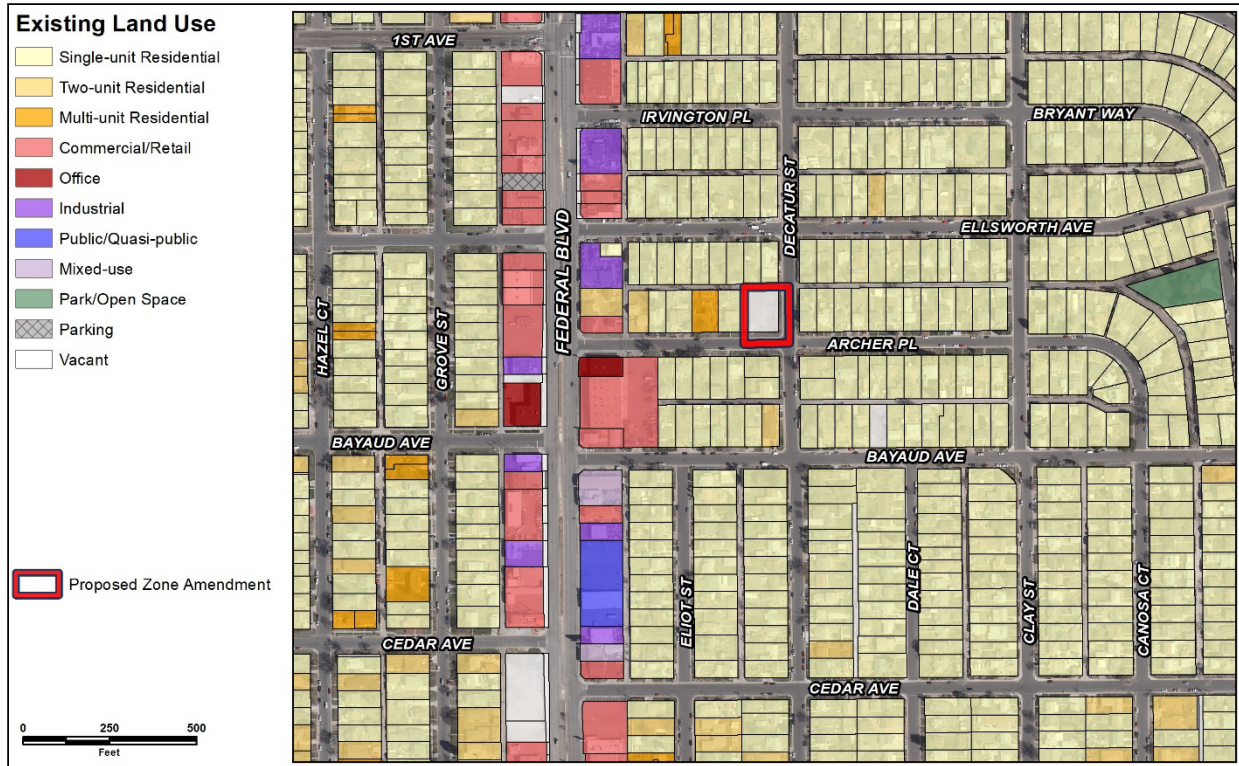 Existing Land Use
Single-unit Residential
Two-unit Residential
Multi-unit Residential
Commercial/Retail
Office
Industrial
Public/Quasi-public
Mixed-use
Park/Open Space
Parking
Vacant
Proposed Zone Amendment
0 250 500
Feet
1ST AVE
IRVINGTON PL
BRYANT WAY
DECATUR ST
ELLSWORTH AVE
FEDERAL BLVD
HAZEL CT
GROVE ST
ARCHER PL
BAYAUD AVE
BAYAUD AVE
ELIOT ST
DALE CT
CLAY ST
CANOSA CT
CEDAR AVE
CEDAR AVE